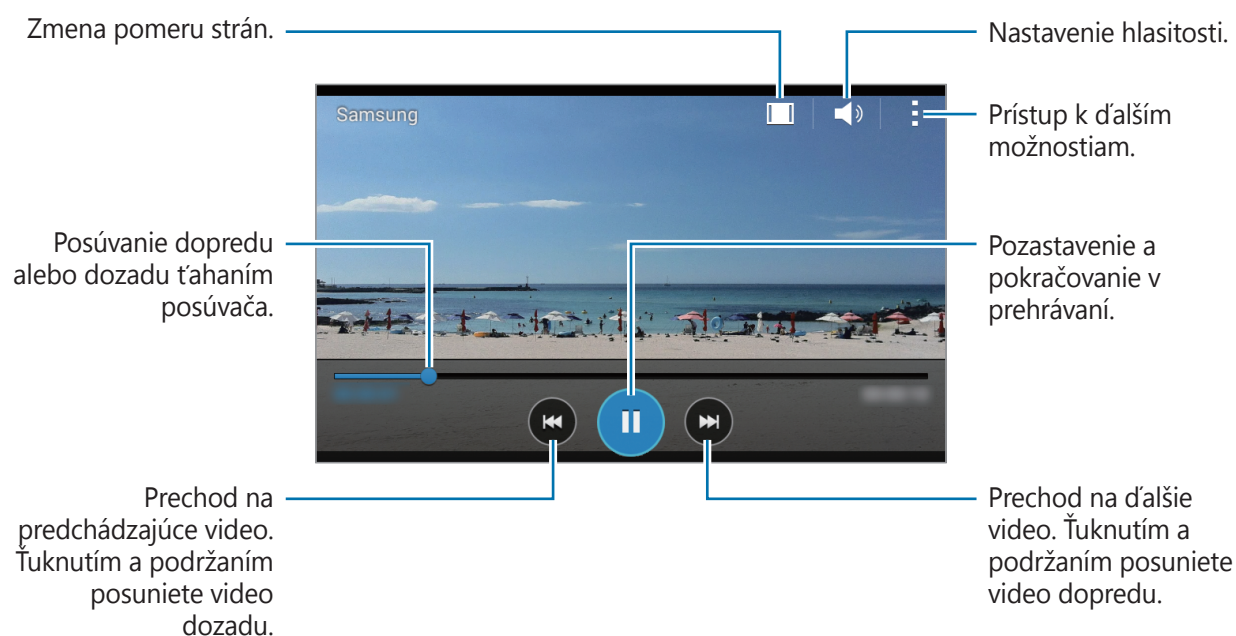 Zmena pomeru strán.
Nastavenie hlasitosti.
Samsung
Prístup k ďalším
možnostiam.
Posúvanie dopredu
alebo dozadu ťahaním
posúvača.
Pozastavenie a
pokračovanie v
prehrávaní.
Prechod na
predchádzajúce video.
Ťuknutím a podržaním
posuniete video
dozadu.
Prechod na ďalšie
video. Ťuknutím a
podržaním posuniete
video dopredu.